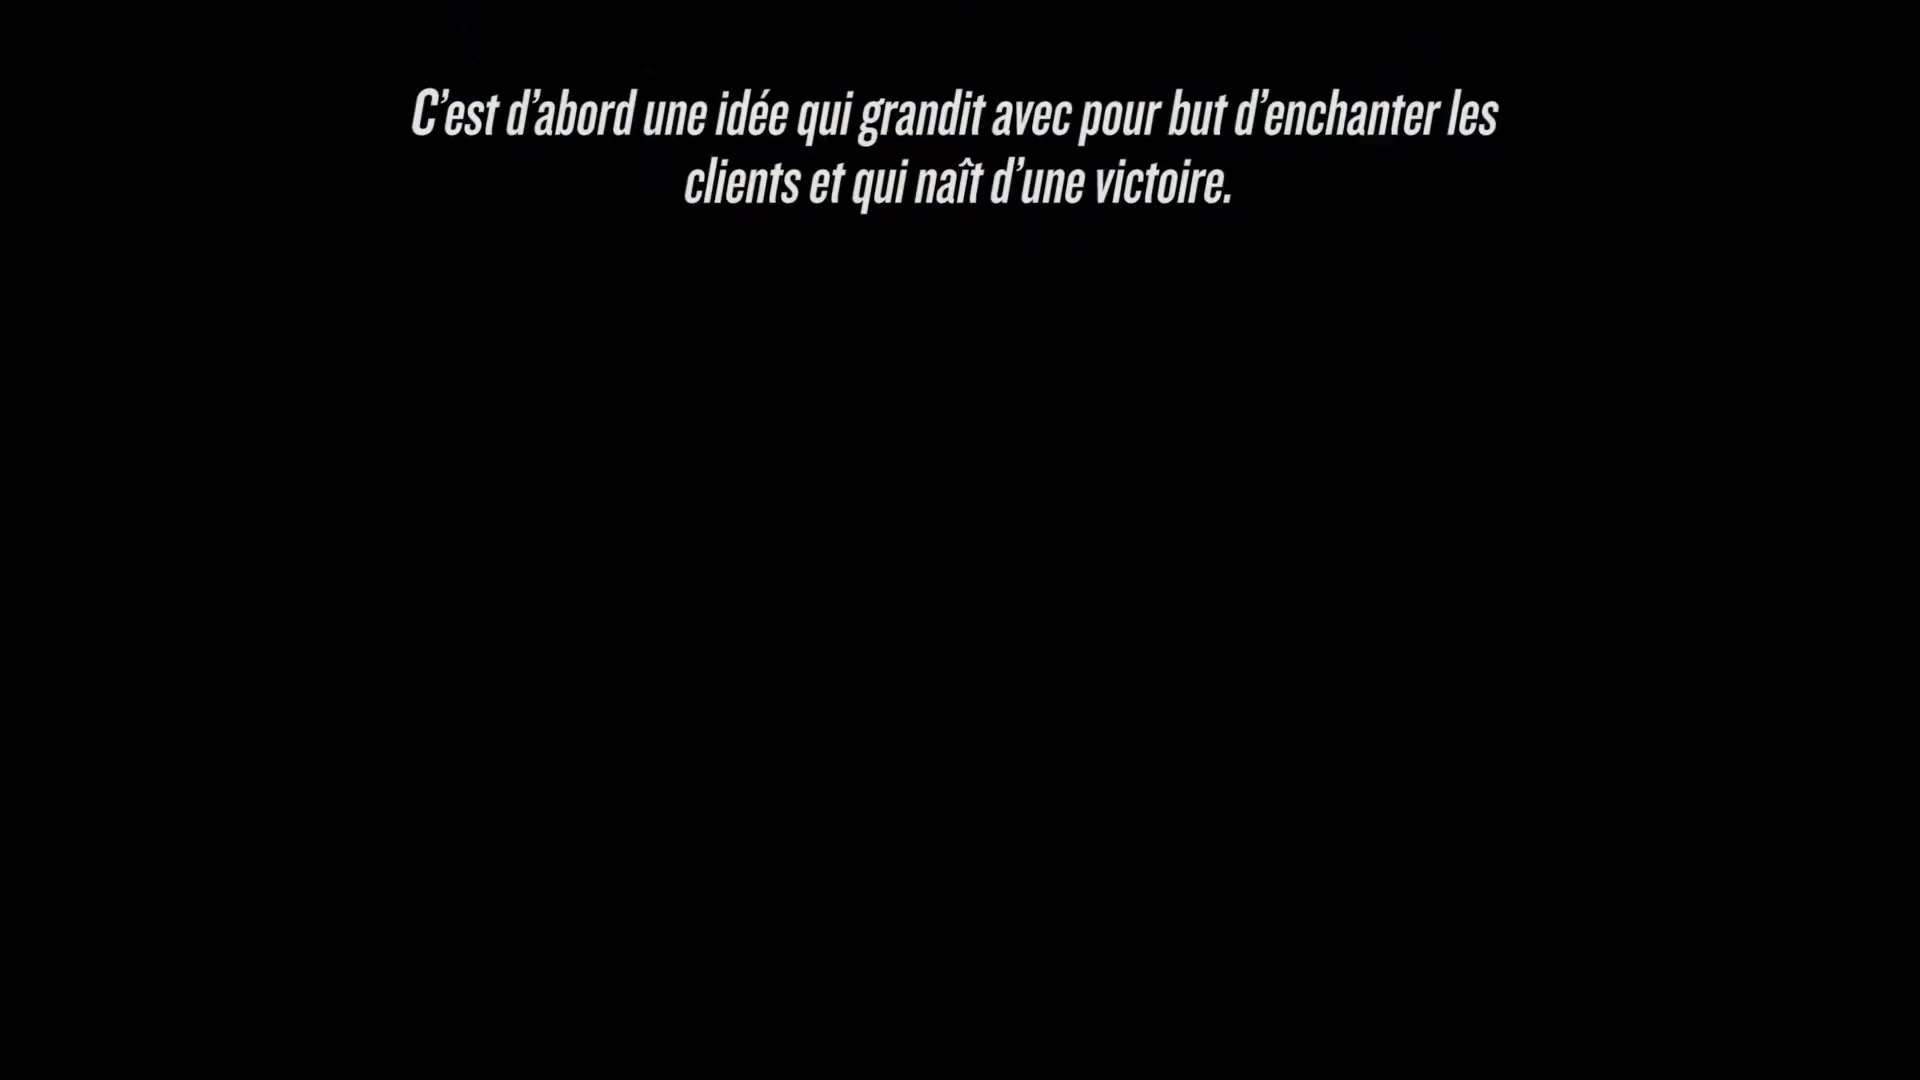 C’est d’abord une idée qui grandit avec pour but d’enchanter les
clients et qui naît d’une victoire.